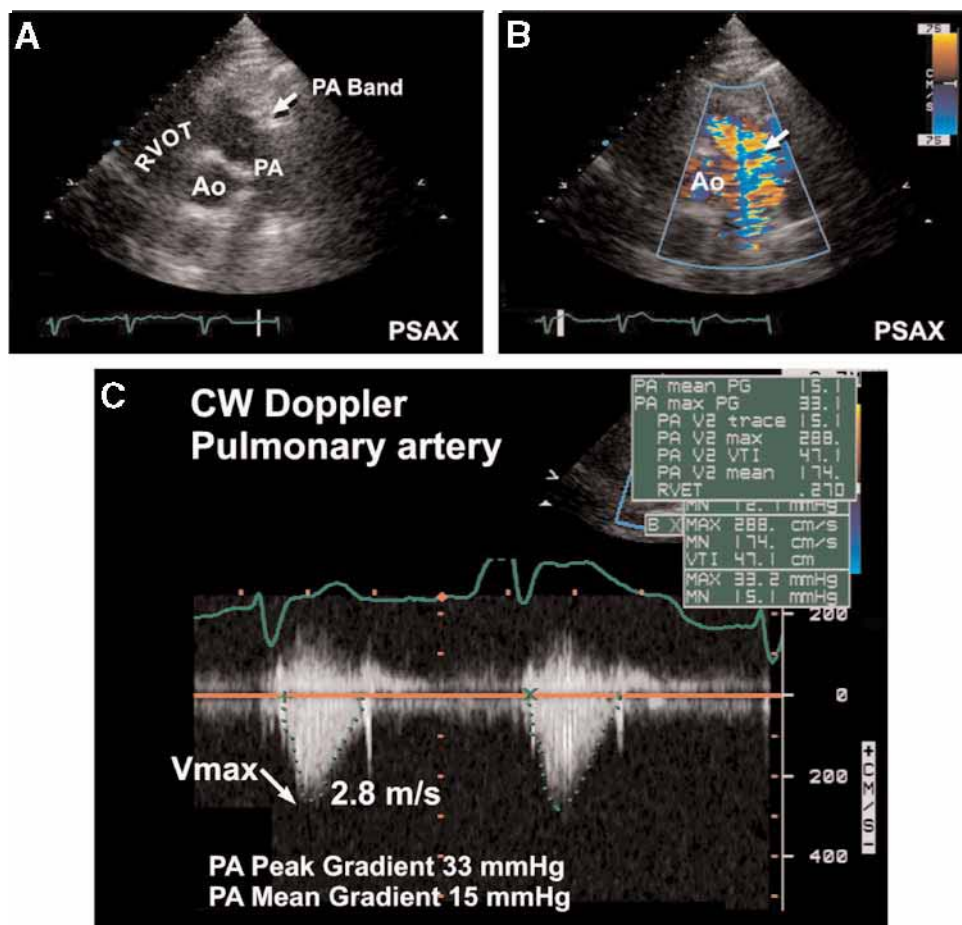 A
PA Band
RVOT
PA
Ao
PSAX
B
75
CM/S
75
Ao
PSAX
C
CW Doppler
Pulmonary artery
PA mean PG 15.1
PA max PG 33.1
PA V2 trace 15.1
PA V2 max 288.
PA V2 VTI 47.1
PA V2 mean 174.
RVET .270
MN 12.1 mmHg
B X MAX 288. cm/s
MN 174. cm/s
VTI 47.1 cm
MAX 33.2 mmHg
MN 15.1 mmHg
200
0
Vmax
2.8 m/s
200
+CM/S-
400
PA Peak Gradient 33 mmHg
PA Mean Gradient 15 mmHg